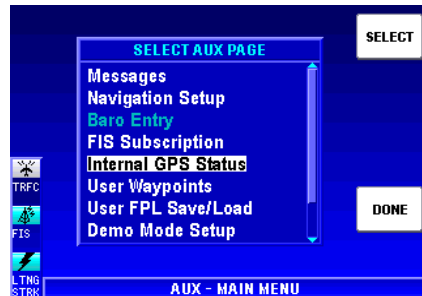 SELECT
SELECT AUX PAGE
Messages
Navigation Setup
Baro Entry
FIS Subscription
Internal GPS Status
User Waypoints
User FPL Save/Load
Demo Mode Setup
DONE
TRFC
FIS
LTNG
STRK
AUX - MAIN MENU